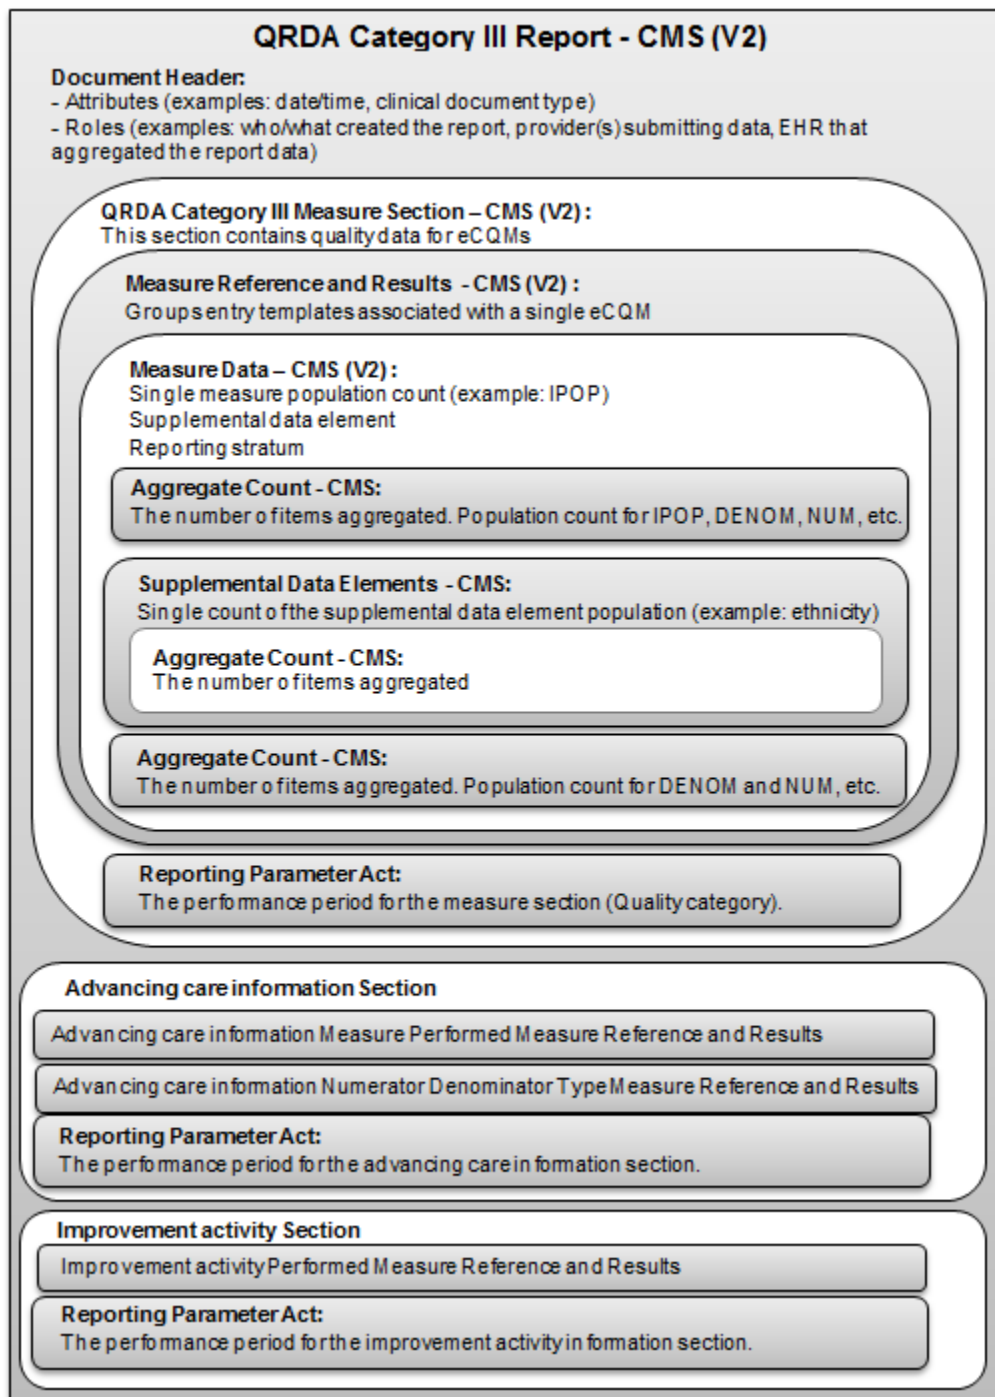 QRDA Category III Report - CMS (V2)
Document Header:
- Attributes (examples: date/time, clinical document type)
- Roles (examples: who/what created the report, provider(s) submitting data, EHR that
aggregated the report data)
QRDA Category III Measure Section – CMS (V2) :
This section contains quality data for eCQMs
Measure Reference and Results - CMS (V2) :
Groups entry templates associated with a single eCQM
Measure Data – CMS (V2) :
Single measure population count (example: IPOP)
Supplemental data element
Reporting stratum
Aggregate Count - CMS:
The number of items aggregated. Population count for IPOP, DENOM, NUM, etc.
Supplemental Data Elements - CMS:
Single count of the supplemental data element population (example: ethnicity)
Aggregate Count - CMS:
The number of items aggregated
Aggregate Count - CMS:
The number of items aggregated. Population count for DENOM and NUM, etc.
Reporting Parameter Act:
The performance period for the measure section (Quality category).
Advancing care information Section
Advancing care information Measure Performed Measure Reference and Results
Advancing care information Numerator Denominator Type Measure Reference and Results
Reporting Parameter Act:
The performance period for the advancing care information section.
Improvement activity Section
Improvement activity Performed Measure Reference and Results
Reporting Parameter Act:
The performance period for the improvement activity information section.